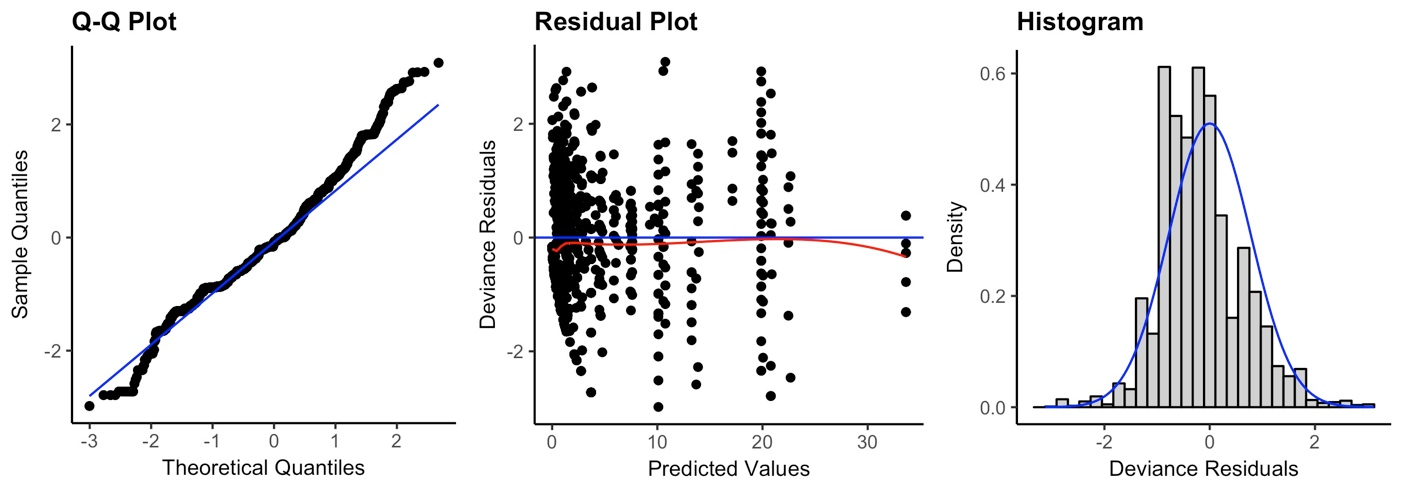 Q-Q Plot
Sample Quantiles
2
0
-2
-3
-2
-1
0
1
2
Theoretical Quantiles
Residual Plot
Deviance Residuals
2
0
-2
0
10
20
30
Predicted Values
Histogram
Density
0.6
0.4
0.2
0.0
-2
0
2
Deviance Residuals